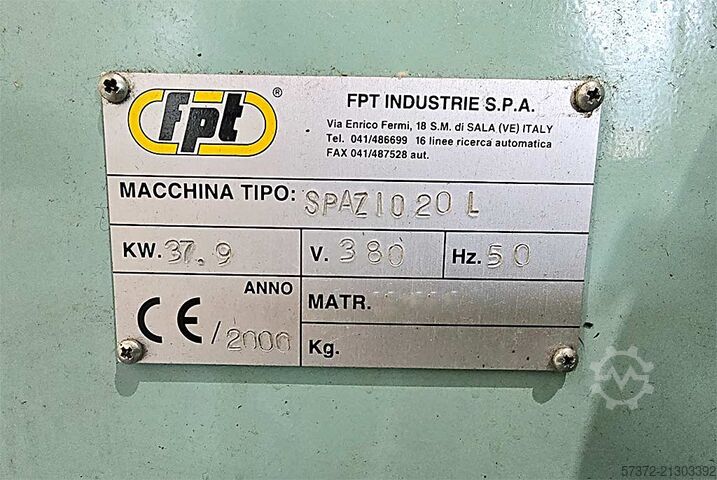 fpt ®
FPT INDUSTRIE S.P.A.
Via Enrico Fermi, 18 S.M. di SALA (VE) ITALY
Tel. 041/486699 16 linee ricerca automatica
FAX 041/487528 aut.
MACCHINA TIPO: SPAZIO 20 L
KW. 37.9 V. 380 Hz. 50
ANNO
CE / 2000
MATR.
Kg.
57372-21303392